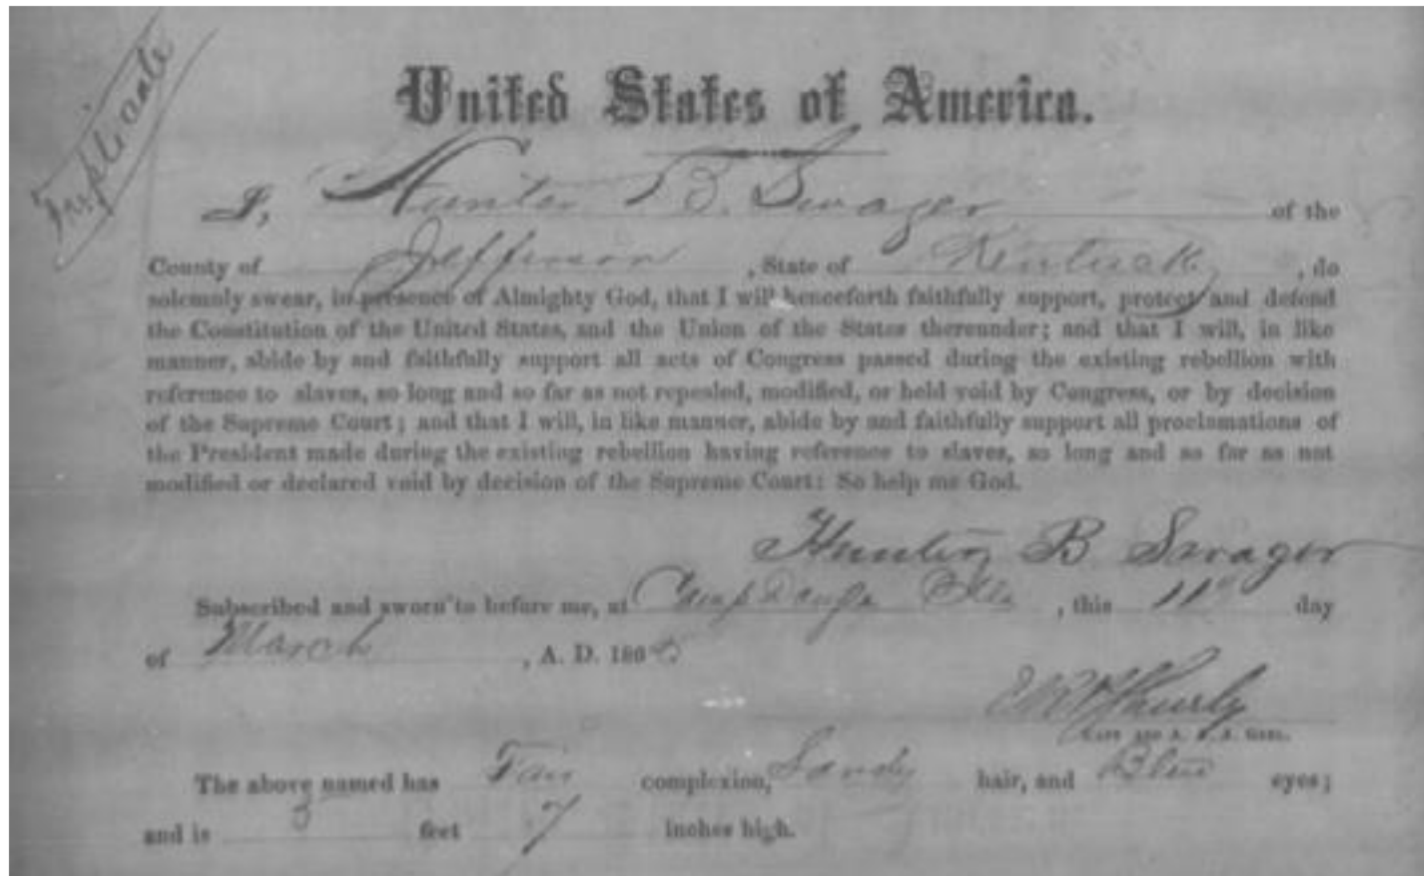 Triplicate
United States of America.
I, Hunter B. Swager of the
County of Jefferson, State of Kentucky, do
solemnly swear, in presence of Almighty God, that I will henceforth faithfully support, protect and defend
the Constitution of the United States, and the Union of the States thereunder; and that I will, in like
manner, abide by and faithfully support all acts of Congress passed during the existing rebellion with
reference to slaves, so long and so far as not repealed, modified, or held void by Congress, or by decision
of the Supreme Court; and that I will, in like manner, abide by and faithfully support all proclamations of
the President made during the existing rebellion having reference to slaves, so long and so far as not
modified or declared void by decision of the Supreme Court: So help me God.
Hunter B Swager
Subscribed and sworn to before me, at Camp, this 11th day
of March, A. D. 1865
CAPT AND A. A. A. GENL.
The above named has Fair complexion, Sandy hair, and Blue eyes;
and is 5 feet 7 inches high.